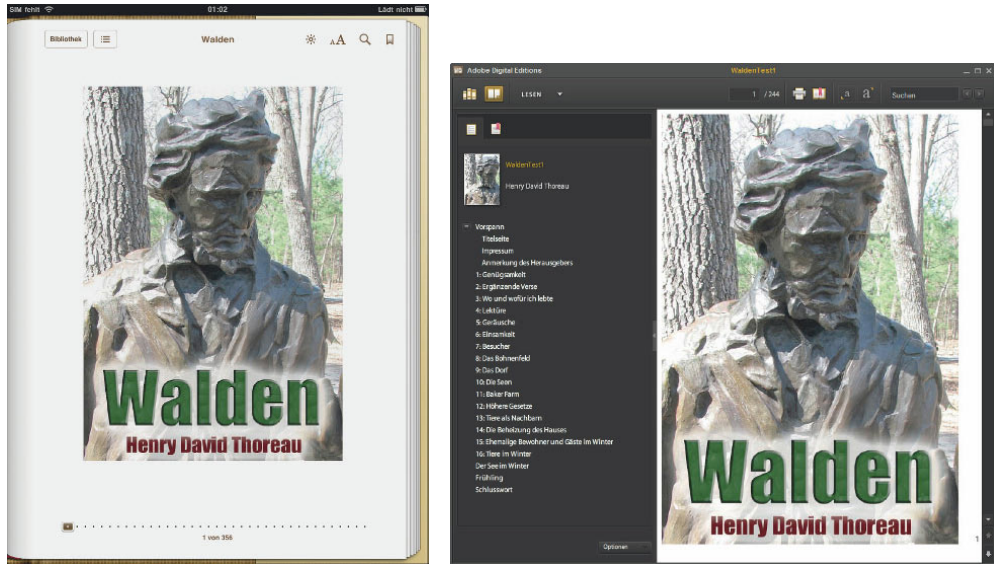 SIM fehlt 01:02 Lädt nicht
Bibliothek Walden AA
Walden
Henry David Thoreau
1 von 356
Adobe Digital Editions WaldenTest1
LESEN 1 / 244 a a Suchen
WaldenTest1
Henry David Thoreau
Vorspann
Titelseite
Impressum
Anmerkung des Herausgebers
1: Genügsamkeit
2: Ergänzende Verse
3: Wo und wofür ich lebte
4: Lektüre
5: Geräusche
6: Einsamkeit
7: Besucher
8: Das Bohnenfeld
9: Das Dorf
10: Die Seen
11: Baker Farm
12: Höhere Gesetze
13: Tiere als Nachbarn
14: Die Beheizung des Hauses
15: Ehemalige Bewohner und Gäste im Winter
16: Tiere im Winter
Der See im Winter
Frühling
Schlusswort
Optionen
Walden
Henry David Thoreau
1